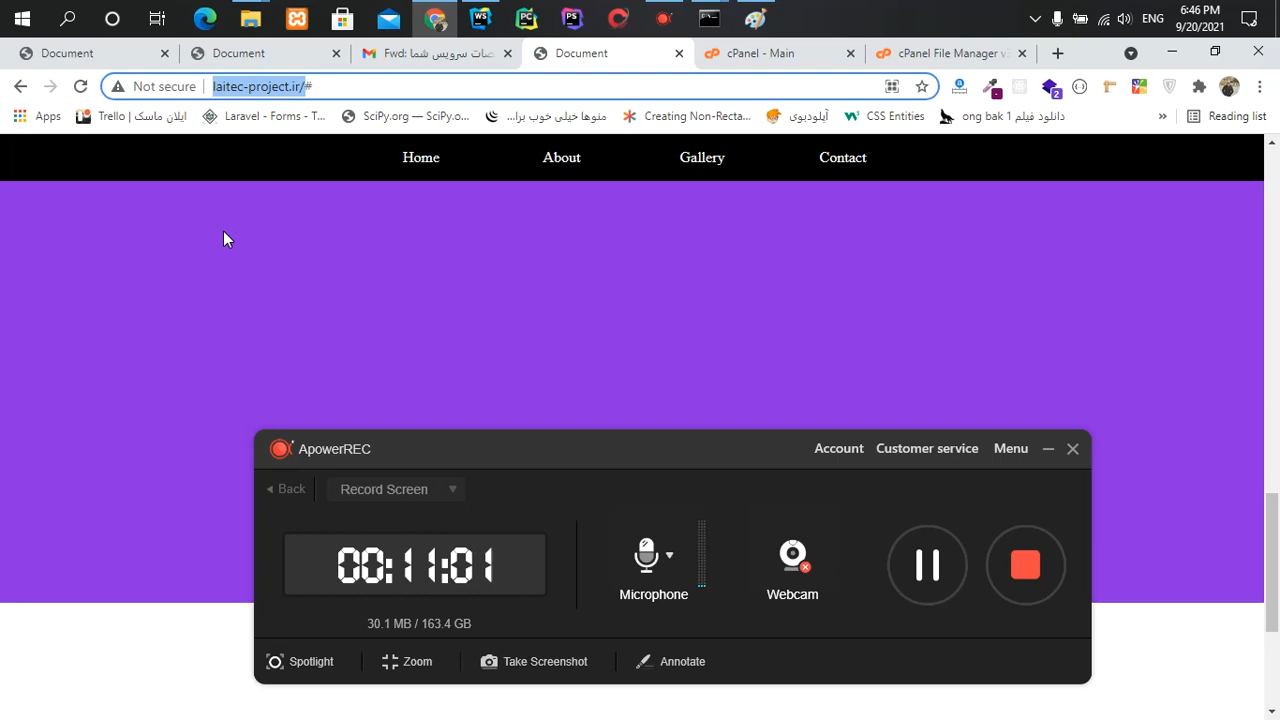 ENG
6:46 PM
9/20/2021
Document
Document
Fwd: صات سرویس شما
Document
cPanel - Main
cPanel File Manager v
Not secure
laitec-project.ir/#
Apps
ایلان ماسک | Trello
Laravel - Forms - T...
SciPy.org — SciPy.o...
منوها خیلی خوب برا...
Creating Non-Recta...
آپلودبوی
CSS Entities
دانلود فیلم ong bak 1
»
Reading list
Home
About
Gallery
Contact
ApowerREC
Account
Customer service
Menu
Back
Record Screen
00:11:01
Microphone
Webcam
30.1 MB / 163.4 GB
Spotlight
Zoom
Take Screenshot
Annotate